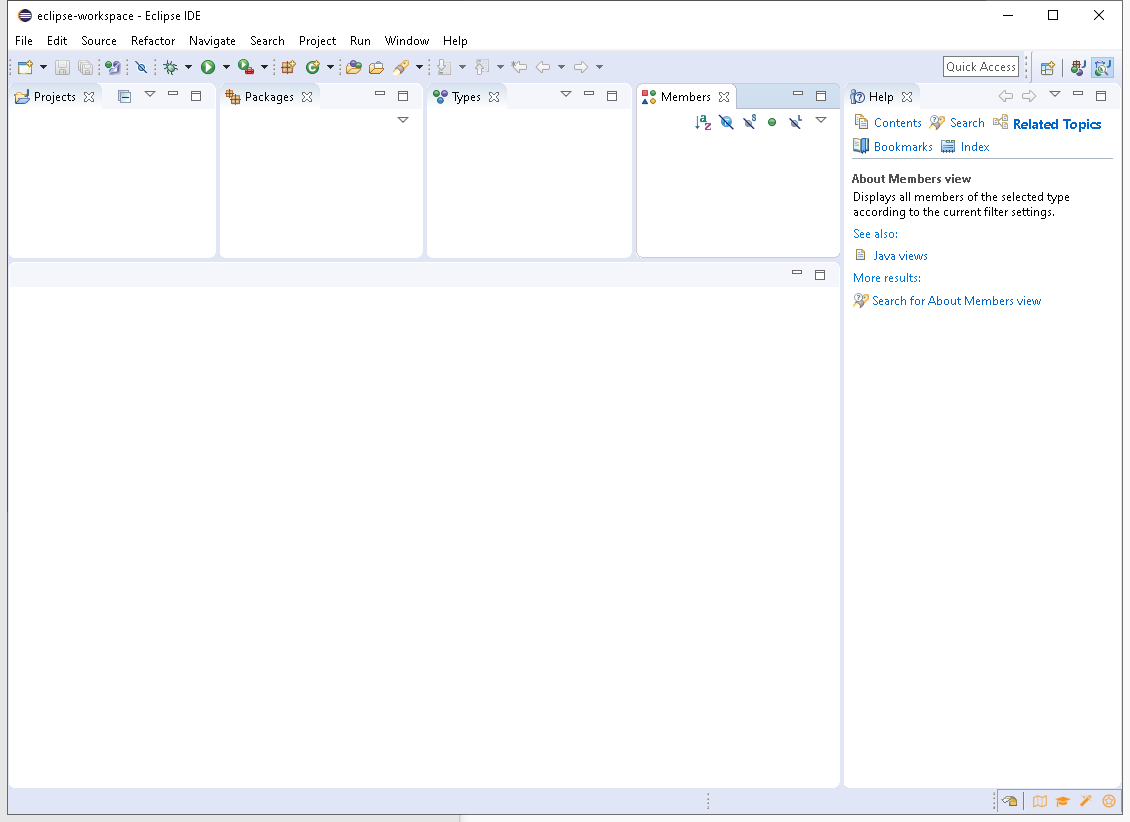 eclipse-workspace - Eclipse IDE
File Edit Source Refactor Navigate Search Project Run Window Help
Quick Access
Projects Packages Types Members Help
Contents Search Related Topics
Bookmarks Index
About Members view
Displays all members of the selected type
according to the current filter settings.
See also:
Java views
More results:
Search for About Members view